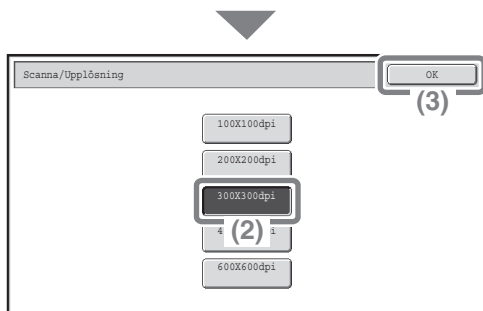 Scanna/Upplösning
OK
(3)
100X100dpi
200X200dpi
300X300dpi
(2)
600X600dpi